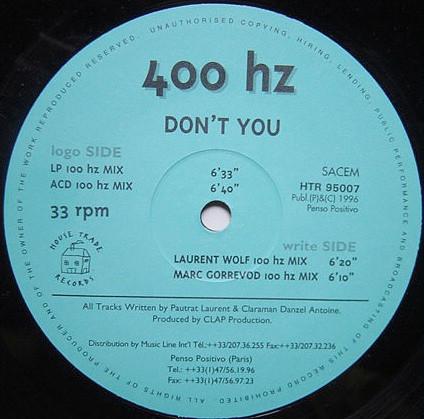 ALL RIGHTS OF THE PRODUCER AND OF THE OWNER OF THE WORK REPRODUCED RESERVED. UNAUTHORISED COPYING, HIRING, LENDING, PUBLIC PERFORMANCE AND BROADCASTING OF THIS RECORD PROHIBITED.
400 hz
DON'T YOU
logo SIDE
LP 100 hz MIX 6'33"
ACD 100 hz MIX 6'40"
33 rpm
SACEM
HTR 95007
Publ.(P)&(C) 1996
Penso Positivo
HOUSE TRADE
RECORDS
write SIDE
LAURENT WOLF 100 hz MIX 6'20"
MARC GORREVOD 100 hz MIX 6'10"
All Tracks Written by Pautrat Laurent & Claraman Danzel Antoine.
Produced by CLAP Production.
Distribution by Music Line Int'l Tél.:++33/207.36.255 Fax:++33/207.32.236
Penso Positivo (Paris)
Tel.: ++33(1)47/56.19.96
Fax: ++33(1)47/56.97.23